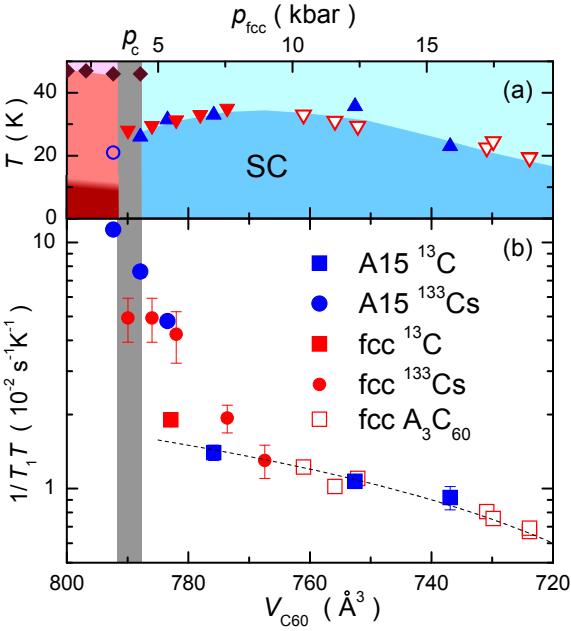 p_fcc ( kbar )
p_c 5 10 15
(a)
40
20
0
T ( K )
SC
(b)
10
1
1/T_1T ( 10^-2 s^-1K^-1 )
A15 ^13C
A15 ^133Cs
fcc ^13C
fcc ^133Cs
fcc A_3C_60
800 780 760 740 720
V_C60 ( Å^3 )